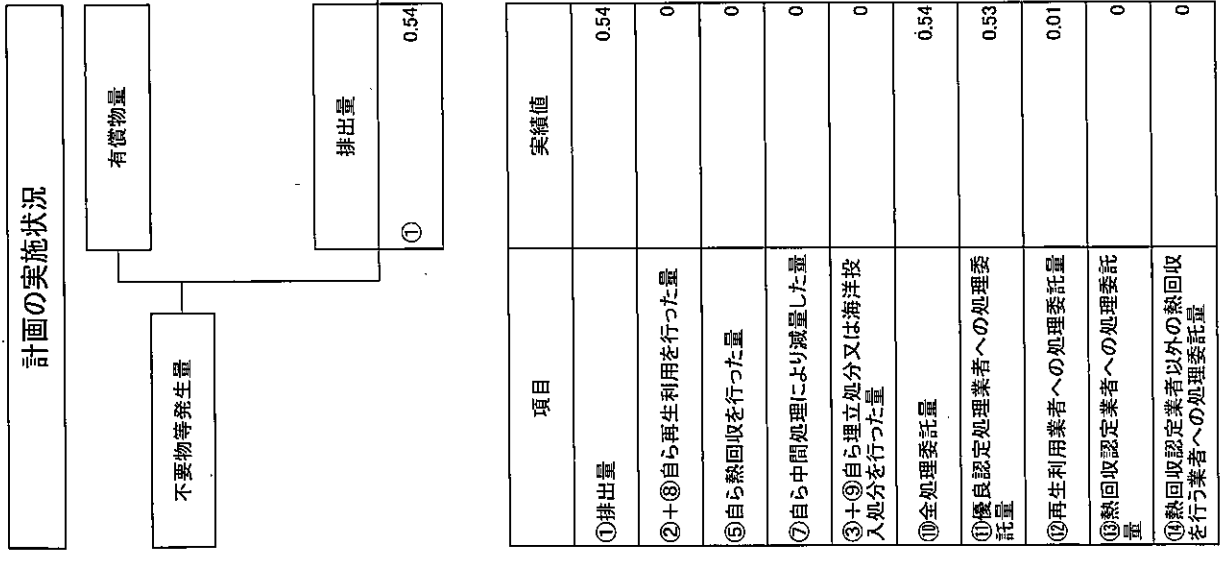 計画の実施状況
不要物等発生量
有償物量
排出量
① 0.54
項目 実績値
①排出量 0.54
②+⑧自ら再生利用を行った量 0
⑤自ら熱回収を行った量 0
⑦自ら中間処理により減量した量 0
③+⑨自ら埋立処分又は海洋投
入処分を行った量 0
⑩全処理委託量 0.54
⑪優良認定処理業者への処理委
託量 0.53
⑫再生利用業者への処理委託量 0.01
⑬熱回収認定業者への処理委託
量 0
⑭熱回収認定業者以外の熱回収
を行う業者への処理委託量 0